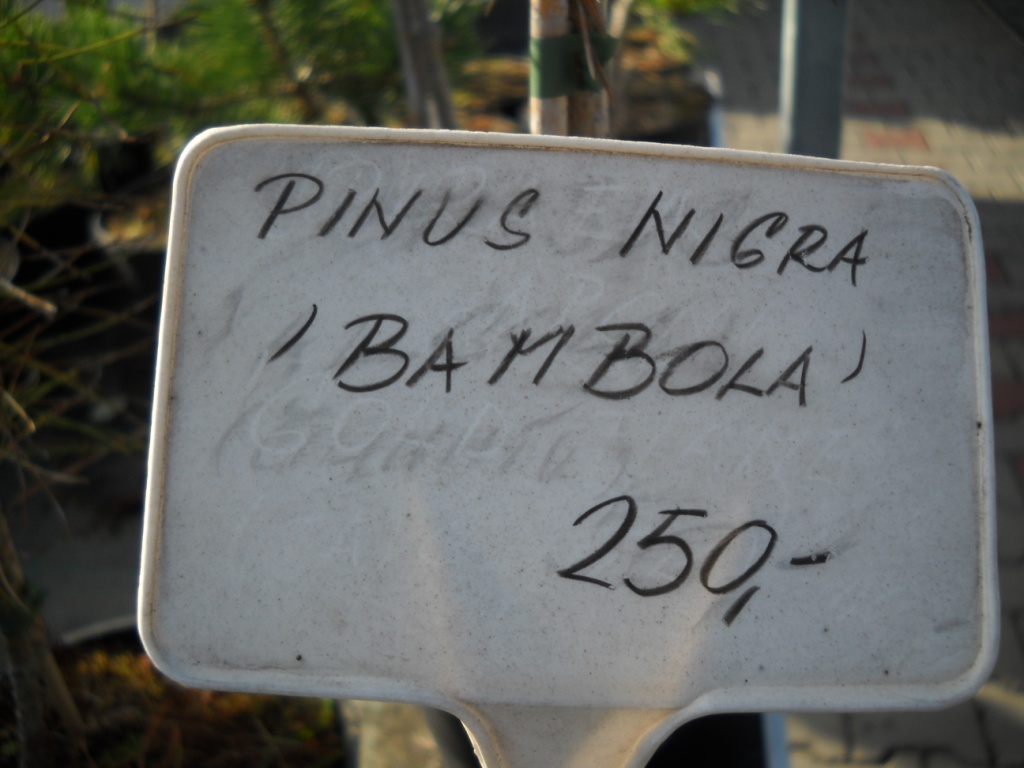 PINUS NIGRA
'BAMBOLA'
250,-